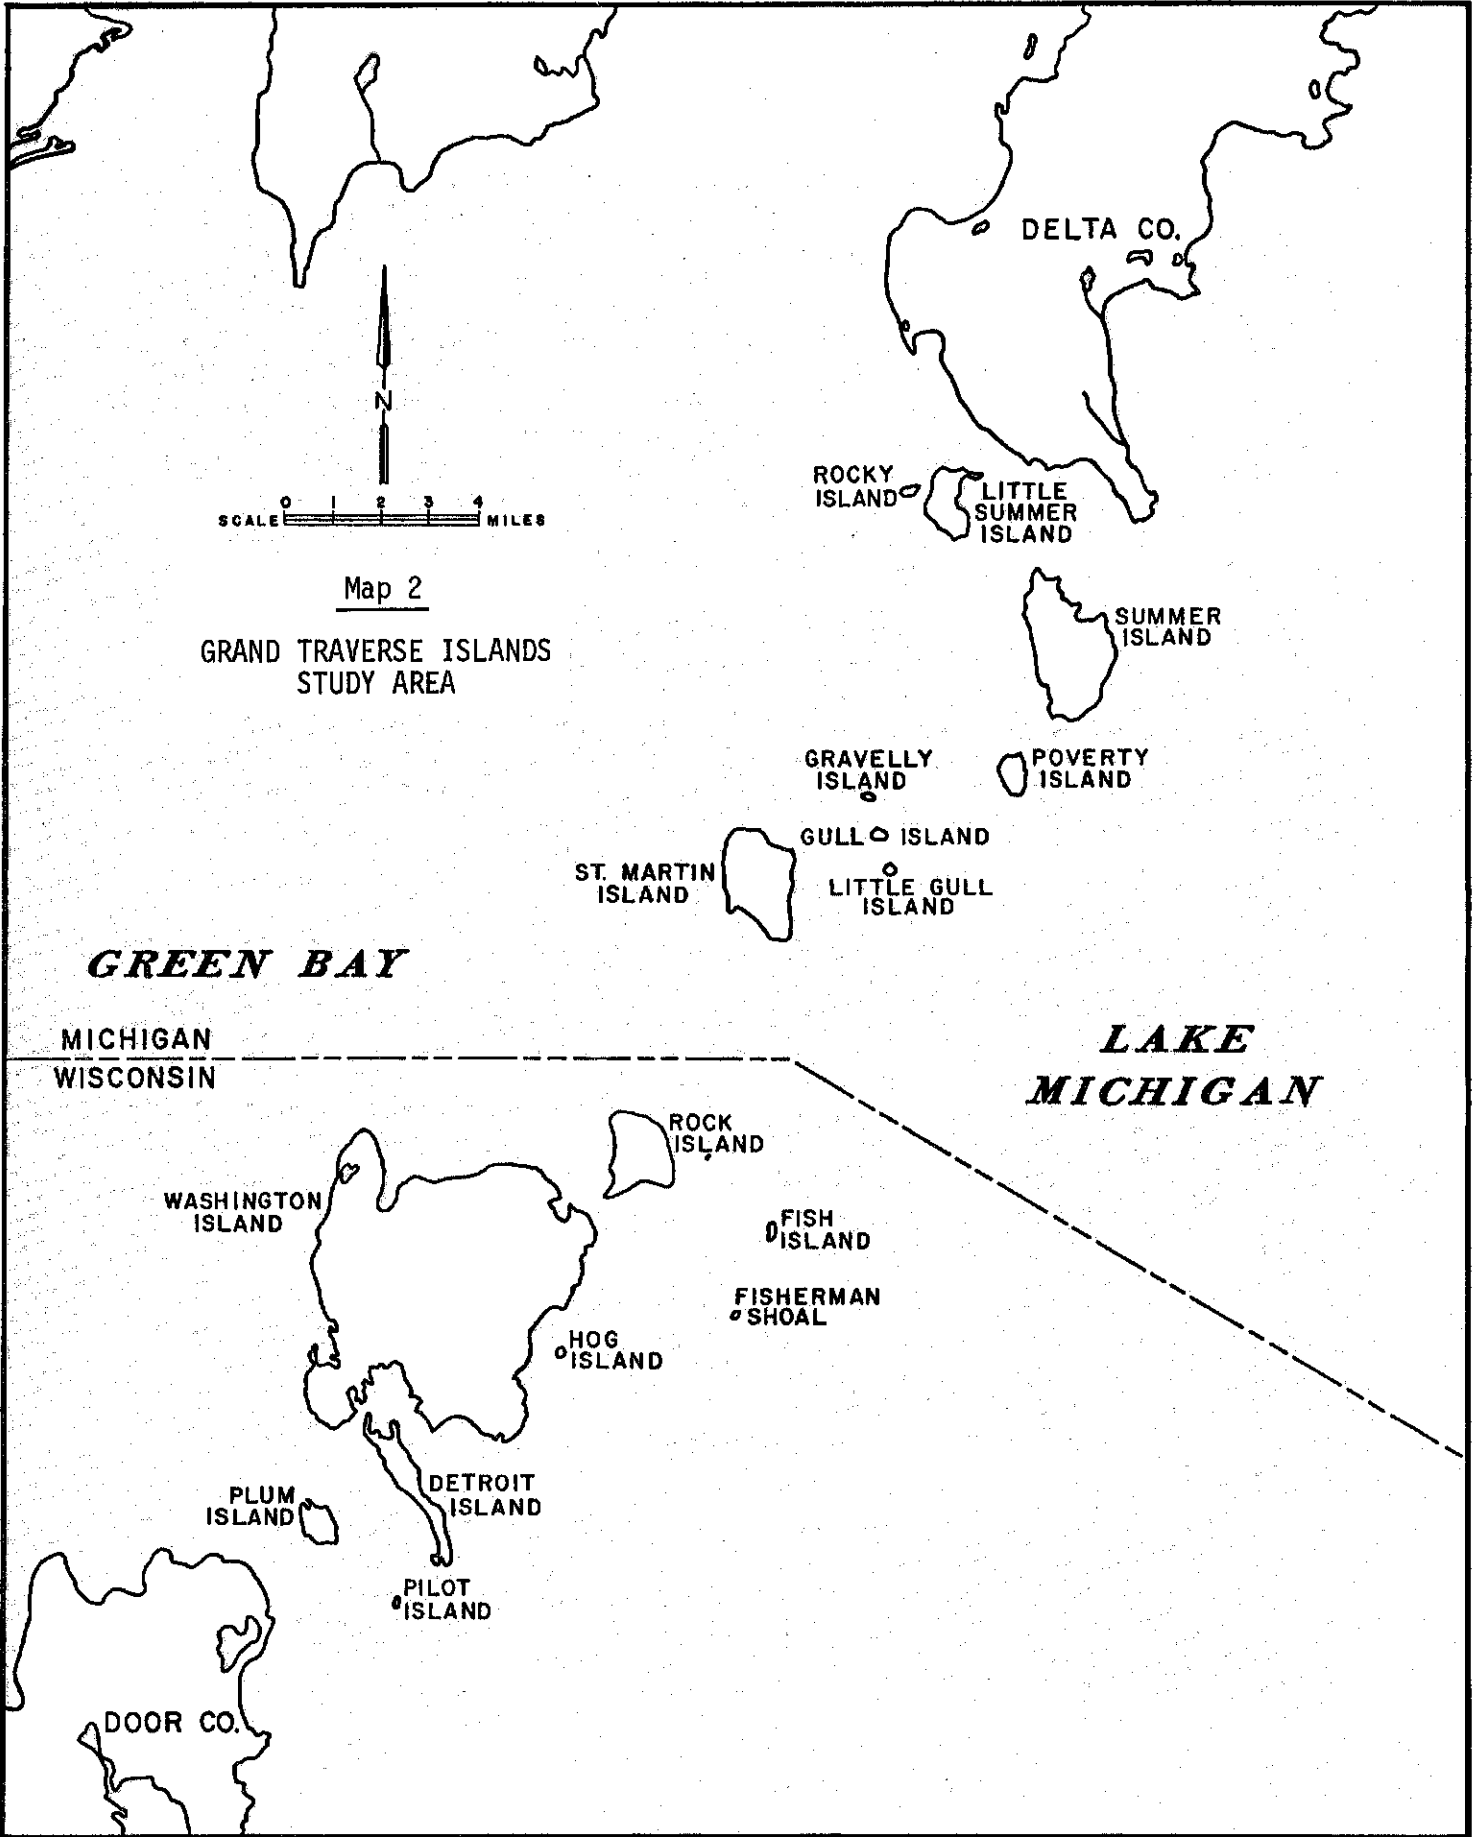 DELTA CO.
N
ROCKY
ISLAND
LITTLE
SUMMER
ISLAND
0 1 2 3 4
SCALE MILES
Map 2
GRAND TRAVERSE ISLANDS
STUDY AREA
SUMMER
ISLAND
GRAVELLY
ISLAND
POVERTY
ISLAND
GULL ISLAND
ST. MARTIN
ISLAND
LITTLE GULL
ISLAND
GREEN BAY
MICHIGAN
WISCONSIN
LAKE
MICHIGAN
ROCK
ISLAND
WASHINGTON
ISLAND
FISH
ISLAND
FISHERMAN
SHOAL
HOG
ISLAND
DETROIT
ISLAND
PLUM
ISLAND
PILOT
ISLAND
DOOR CO.